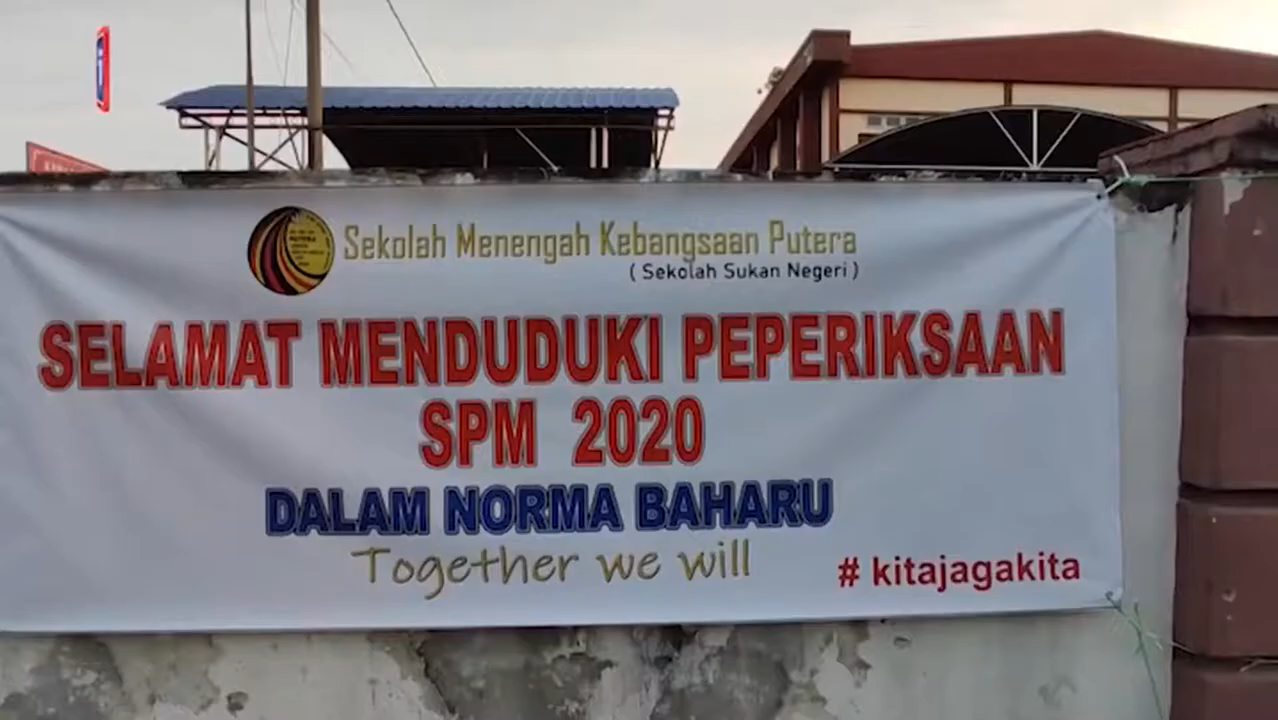 Sekolah Menengah Kebangsaan Putera
( Sekolah Sukan Negeri )
SELAMAT MENDUDUKI PEPERIKSAAN
SPM 2020
DALAM NORMA BAHARU
Together we will
# kitajagakita